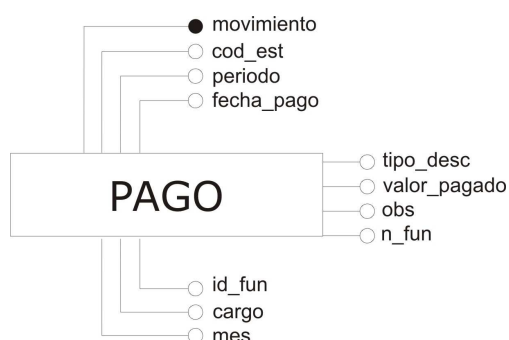 movimiento
cod_est
periodo
fecha_pago
tipo_desc
valor_pagado
obs
n_fun
PAGO
id_fun
cargo
mes